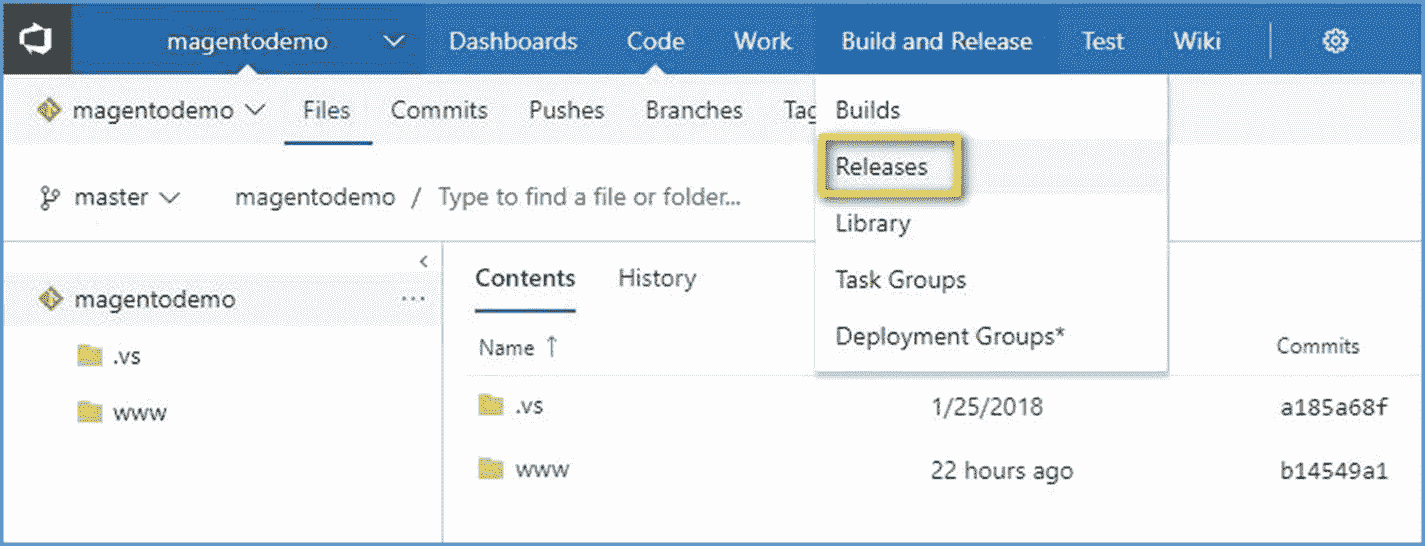 magentodemo Dashboards Code Work Build and Release Test Wiki
magentodemo Files Commits Pushes Branches Tag
Builds
Releases
Library
Task Groups
Deployment Groups*
master magentodemo / Type to find a file or folder...
magentodemo ...
.vs
www
Contents History
Name ↑ Commits
.vs 1/25/2018 a185a68f
www 22 hours ago b14549a1